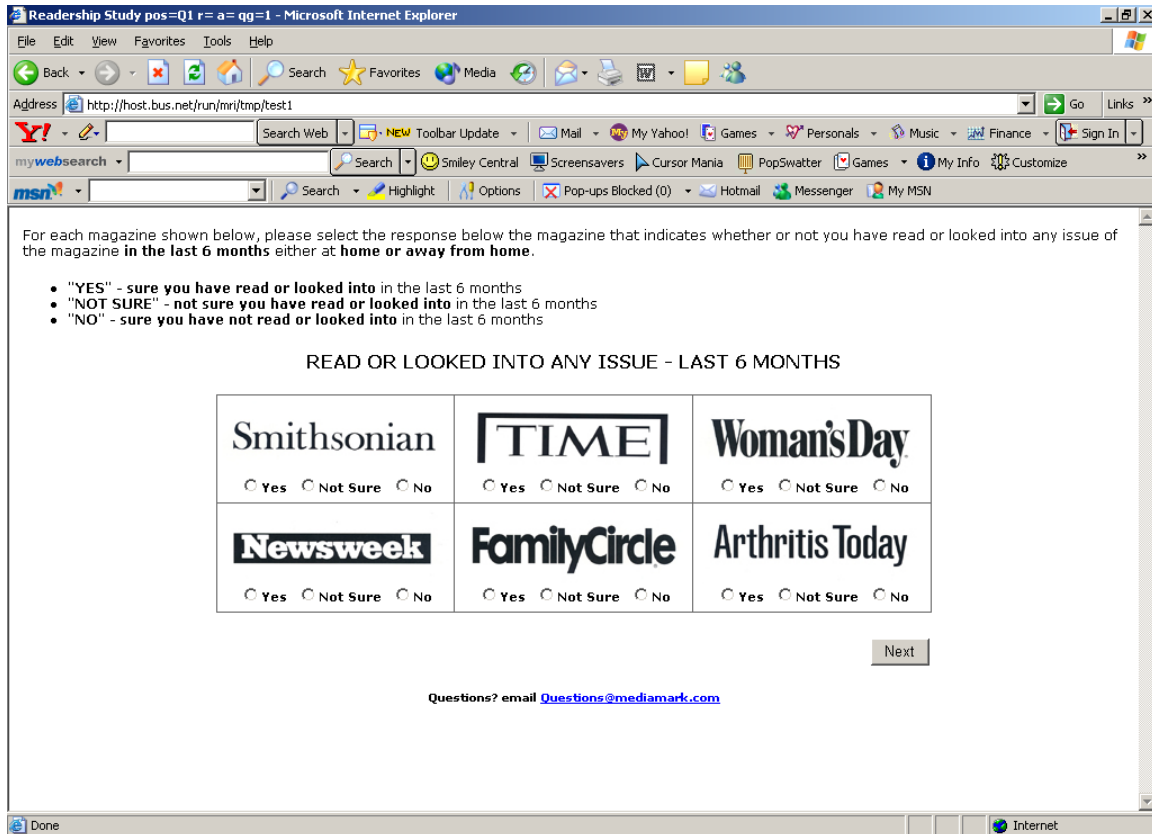 Readership Study pos=Q1 r= a= qg=1 - Microsoft Internet Explorer
File Edit View Favorites Tools Help
Back Search Favorites Media
Address http://host.bus.net/run/mri/tmp/test1 Go Links »
Y! Search Web NEW Toolbar Update Mail My Yahoo! Games Personals Music Finance Sign In
mywebsearch Search Smiley Central Screensavers Cursor Mania PopSwatter Games My Info Customize »
msn Search Highlight Options Pop-ups Blocked (0) Hotmail Messenger My MSN
For each magazine shown below, please select the response below the magazine that indicates whether or not you have read or looked into any issue of
the magazine in the last 6 months either at home or away from home.
• "YES" - sure you have read or looked into in the last 6 months
• "NOT SURE" - not sure you have read or looked into in the last 6 months
• "NO" - sure you have not read or looked into in the last 6 months
READ OR LOOKED INTO ANY ISSUE - LAST 6 MONTHS
Smithsonian TIME Woman's Day
Yes Not Sure No Yes Not Sure No Yes Not Sure No
Newsweek FamilyCircle Arthritis Today
Yes Not Sure No Yes Not Sure No Yes Not Sure No
Next
Questions? email Questions@mediamark.com
Done Internet